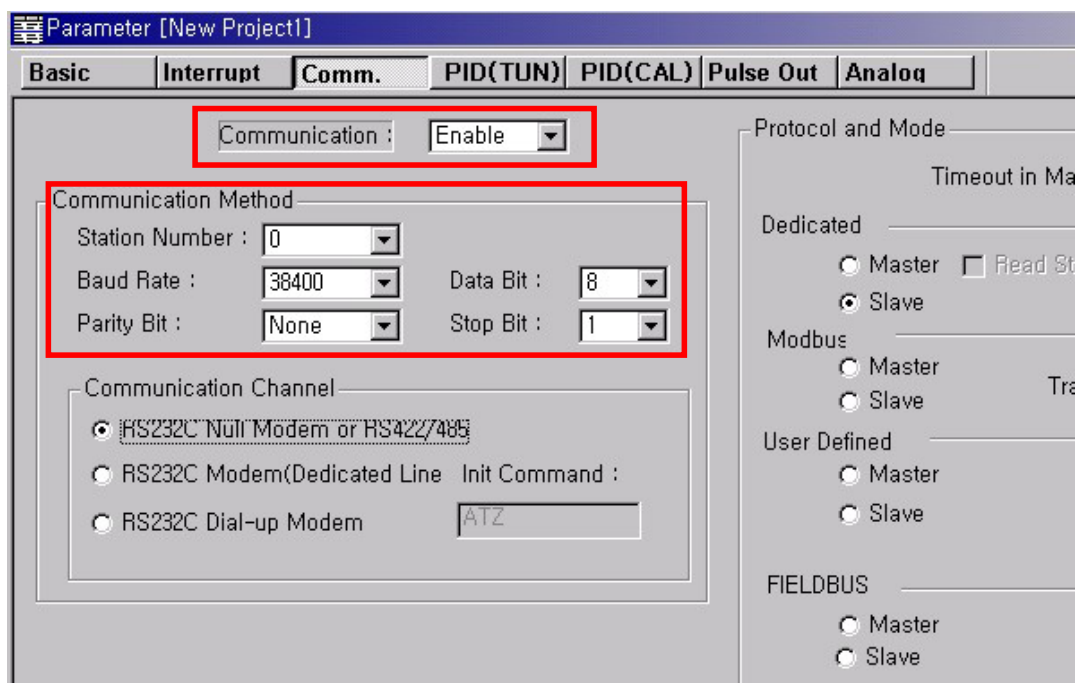 Parameter [New Project1]
Basic Interrupt Comm. PID(TUN) PID(CAL) Pulse Out Analog
Communication : Enable
Communication Method
Station Number : 0
Baud Rate : 38400 Data Bit : 8
Parity Bit : None Stop Bit : 1
Communication Channel
RS232C Null Modem or RS422/485
RS232C Modem(Dedicated Line Init Command :
RS232C Dial-up Modem ATZ
Protocol and Mode
Timeout in Ma
Dedicated
Master Read St
Slave
Modbus
Master
Tra
Slave
User Defined
Master
Slave
FIELDBUS
Master
Slave